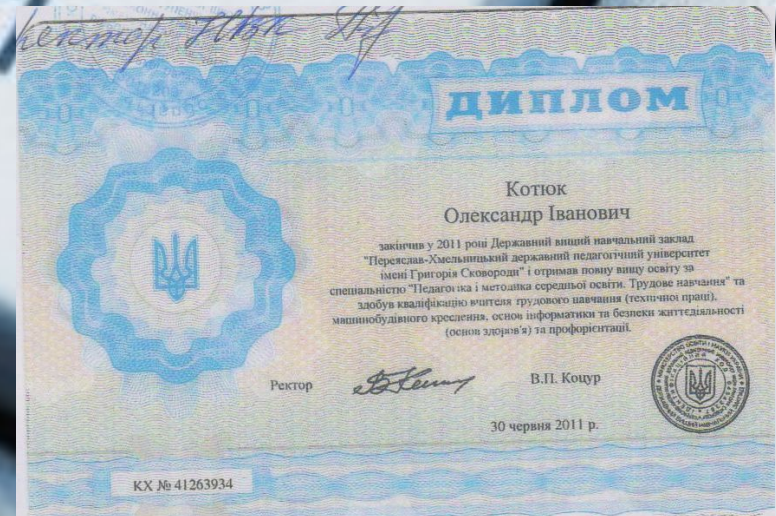 ДИПЛОМ
Котюк
Олександр Іванович
закінчив у 2011 році Державний вищий навчальний заклад
"Переяслав-Хмельницький державний педагогічний університет
імені Григорія Сковороди" і отримав повну вищу освіту за
спеціальністю "Педагогіка і методика середньої освіти. Трудове навчання" та
здобув кваліфікацію вчителя трудового навчання (технічної праці),
машинобудівного креслення, основ інформатики та безпеки життєдіяльності
(основ здоров'я) та профорієнтації.
Ректор В.П. Коцур
30 червня 2011 р.
КХ № 41263934